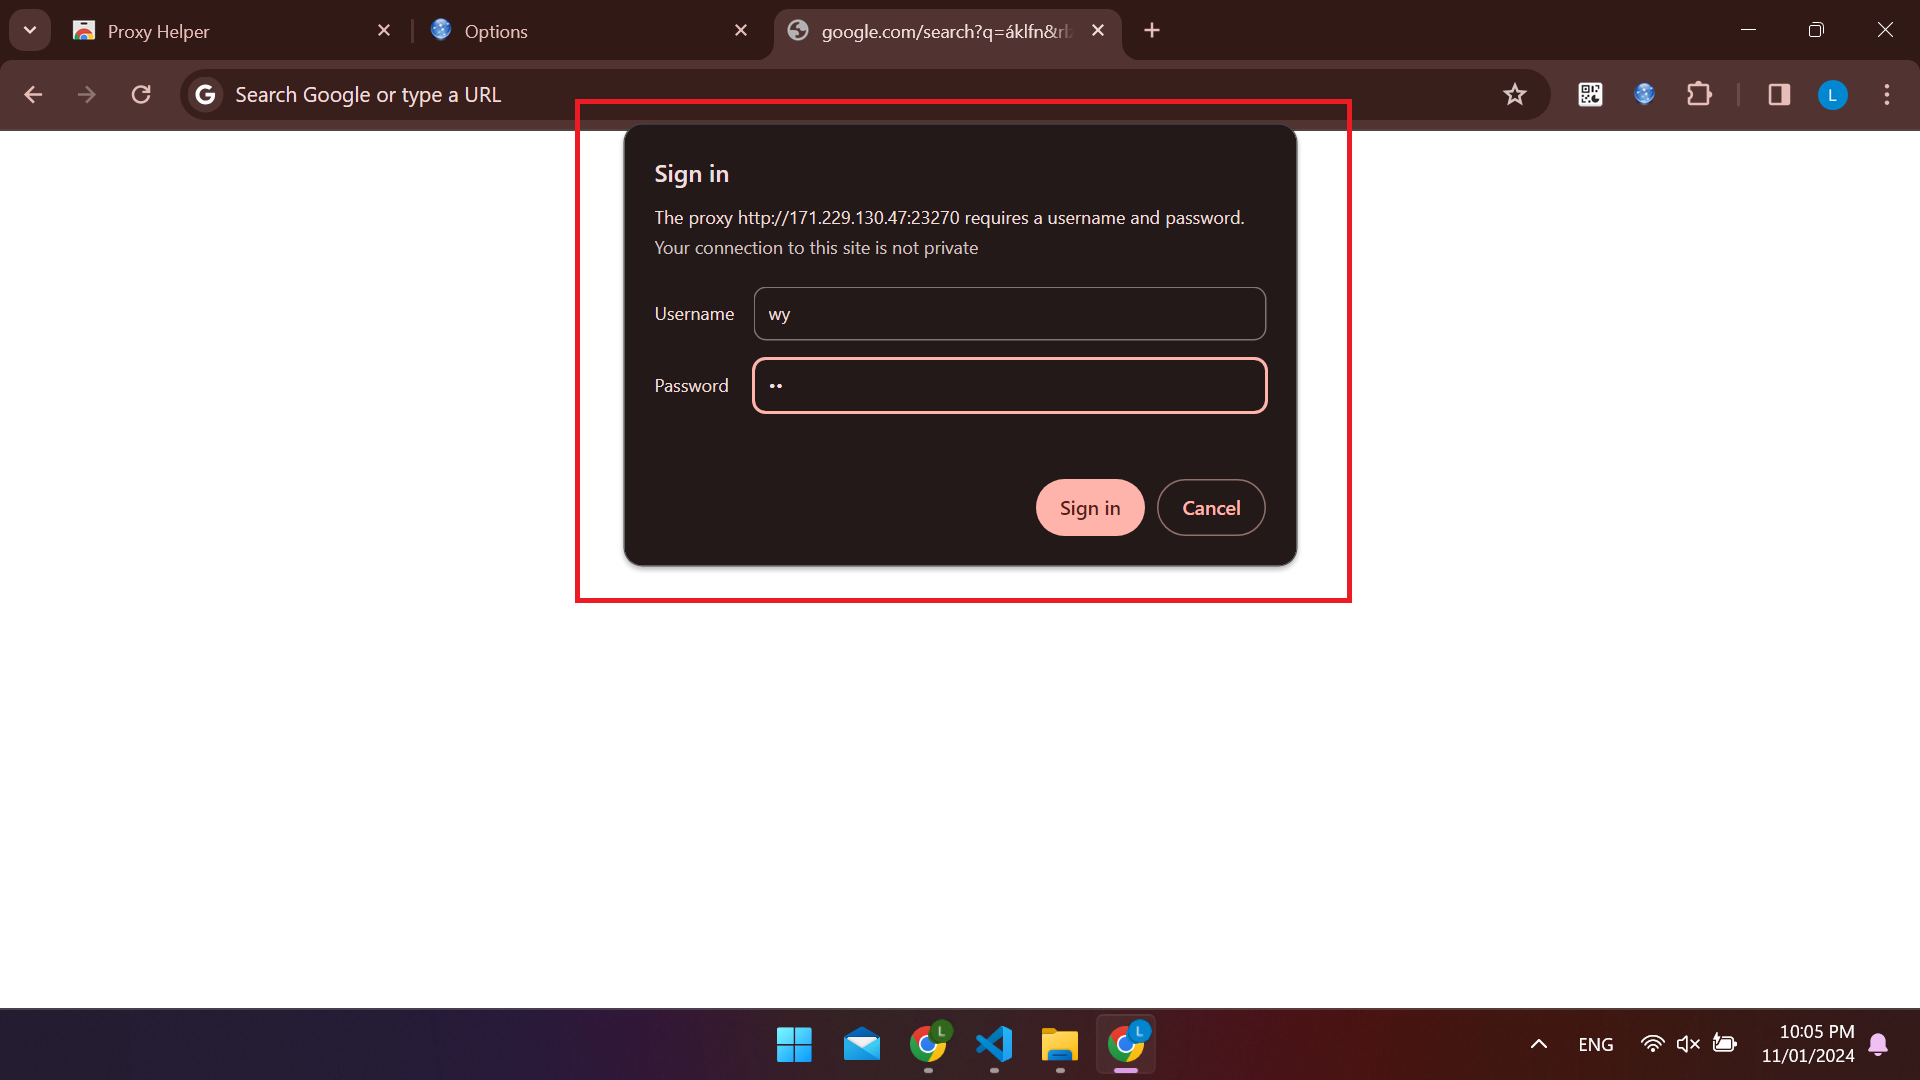 Proxy Helper
Options
google.com/search?q=áklfn&rlz
Search Google or type a URL
L
Sign in
The proxy http://171.229.130.47:23270 requires a username and password.
Your connection to this site is not private
Username
wy
Password
••
Sign in
Cancel
L
L
ENG
10:05 PM
11/01/2024